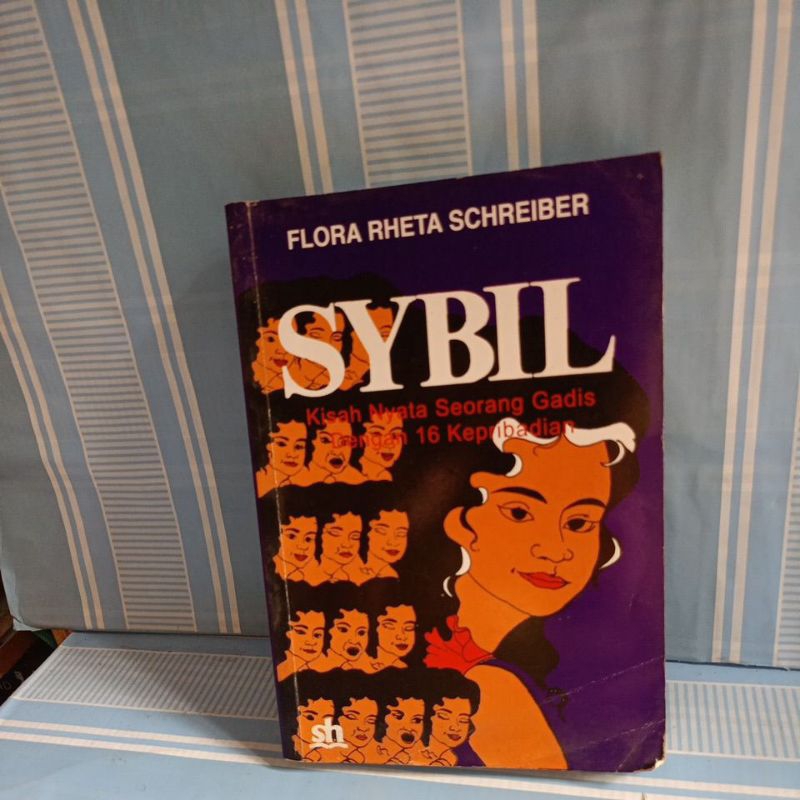 FLORA RHETA SCHREIBER
SYBIL
Kisah Nyata Seorang Gadis
Dengan 16 Kepribadian
sh